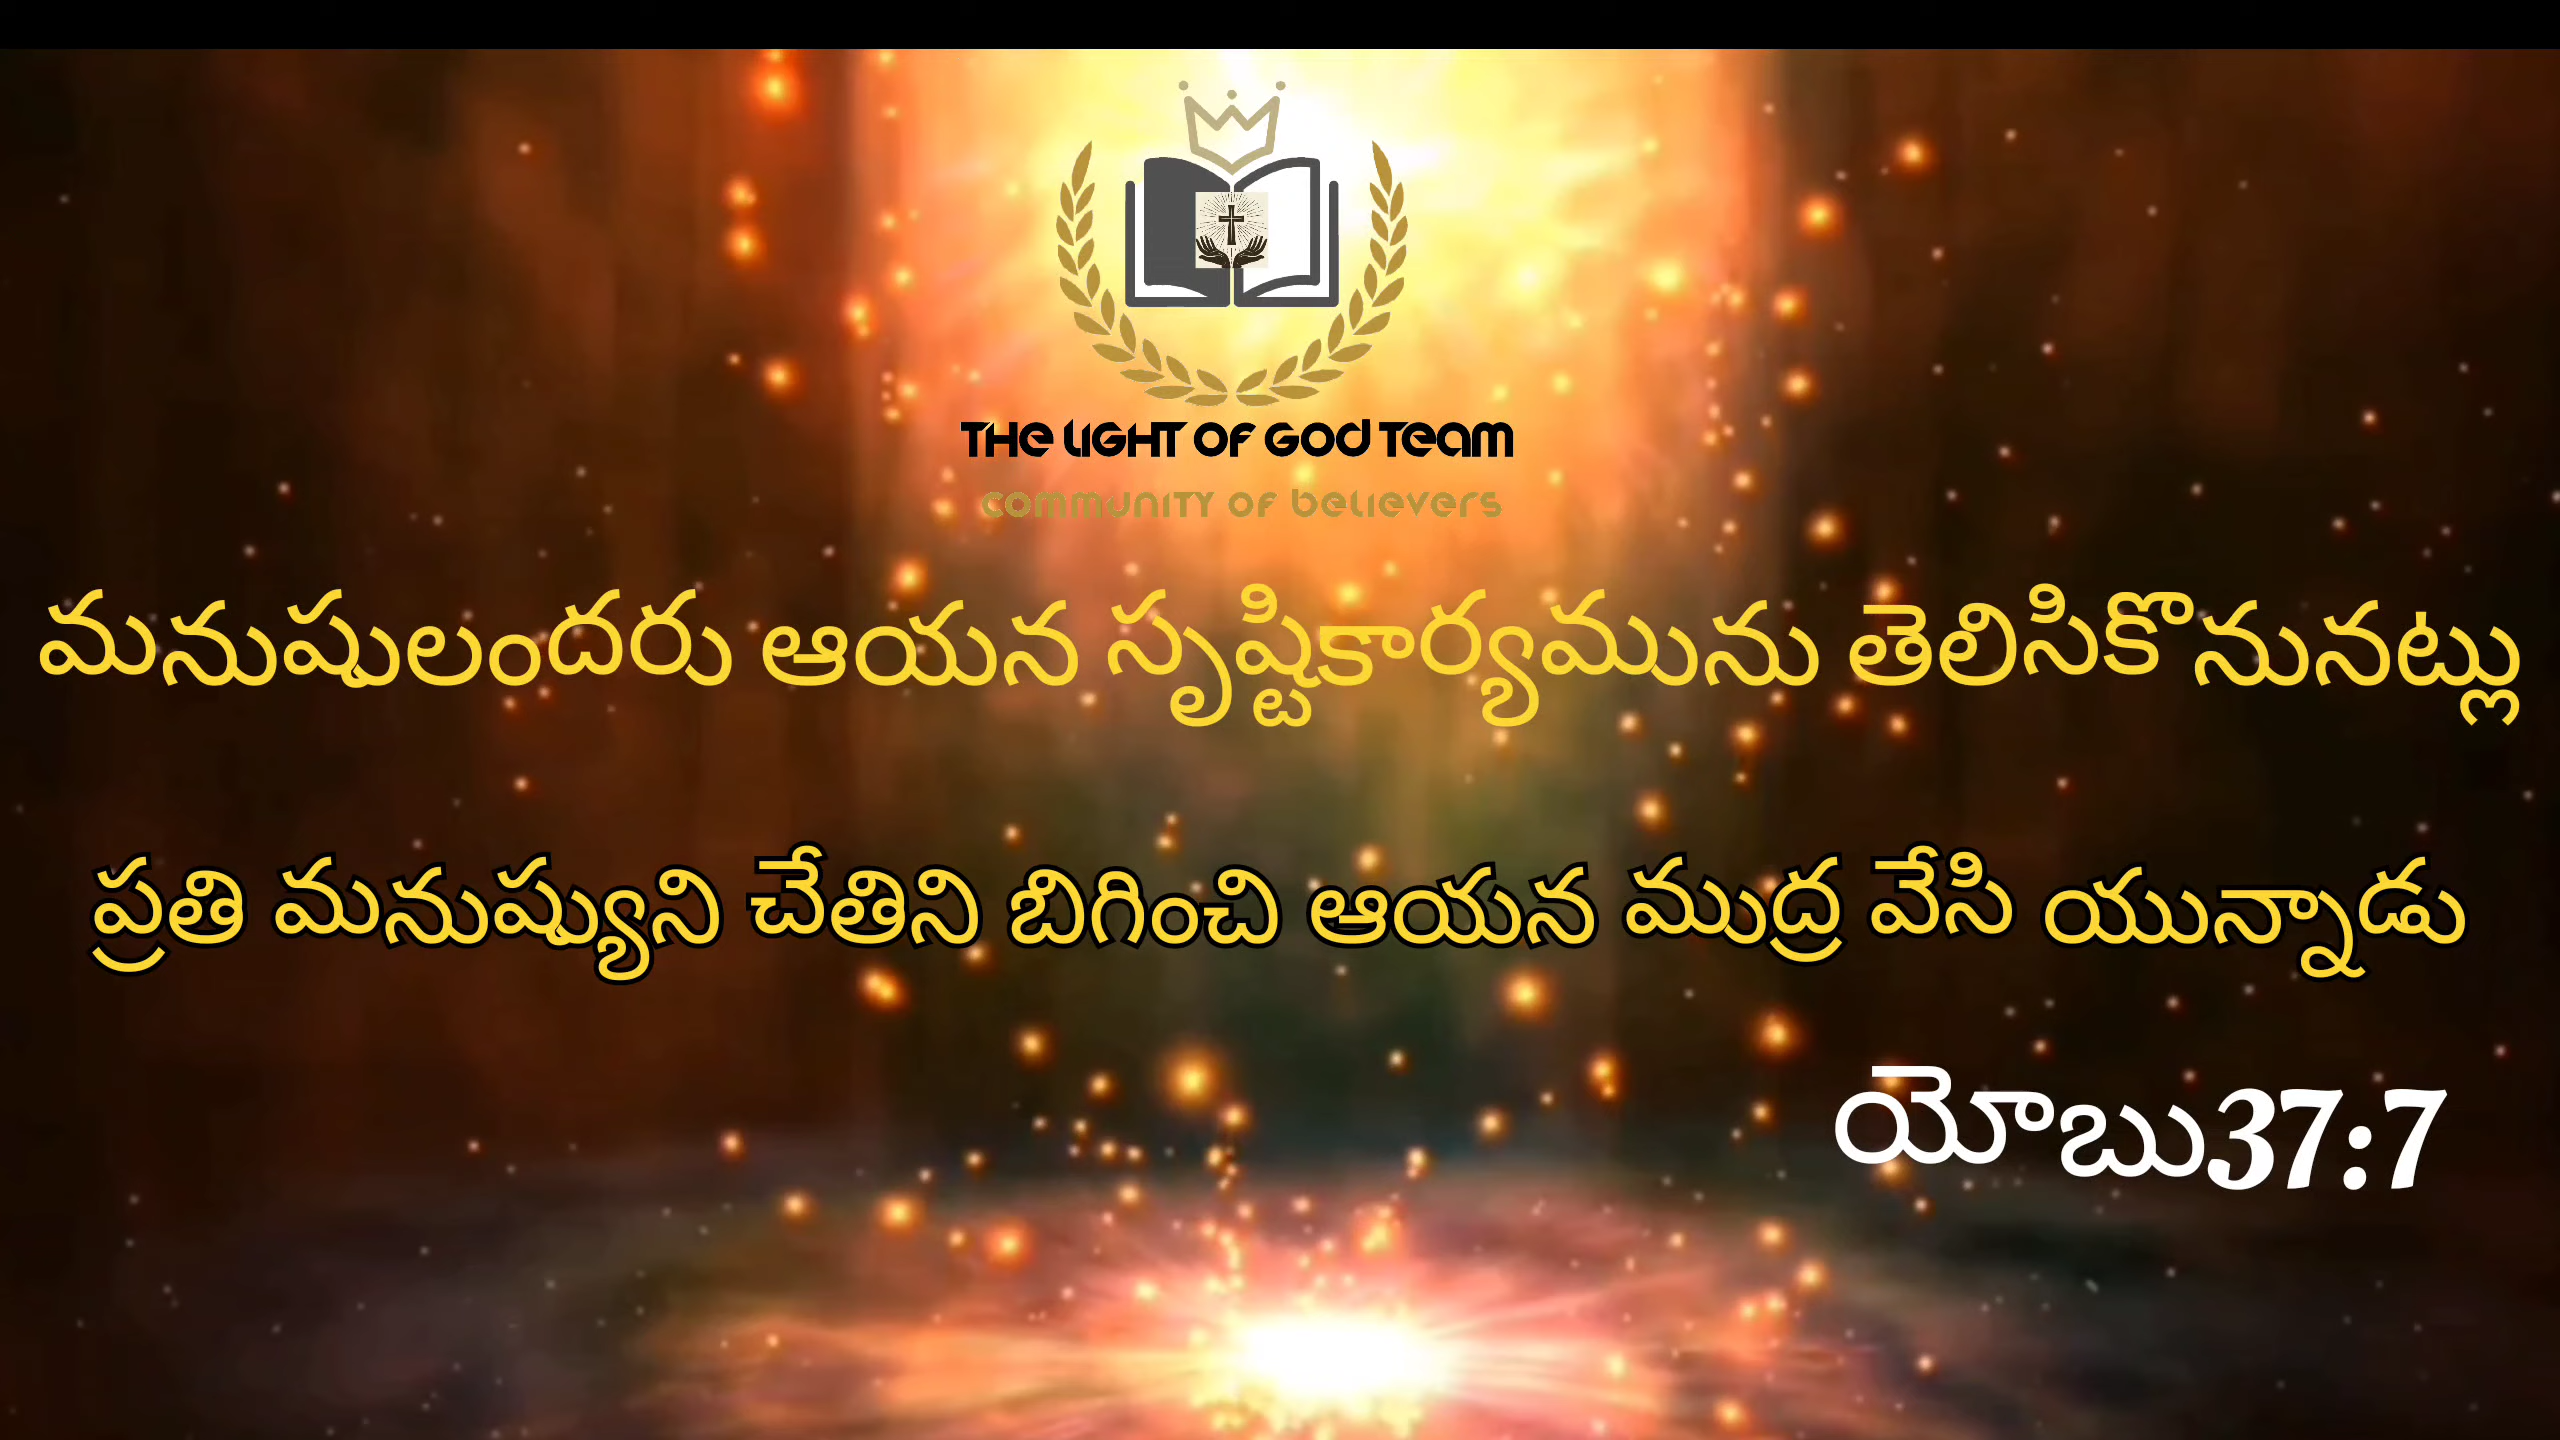 THE LIGHT OF GOD TEAM
COMMUNITY OF BELIEVERS
మనుషులందరు ఆయన సృష్టికార్యమును తెలిసికొనునట్లు
ప్రతి మనుష్యుని చేతిని బిగించి ఆయన ముద్ర వేసి యున్నాడు
యోబు37:7